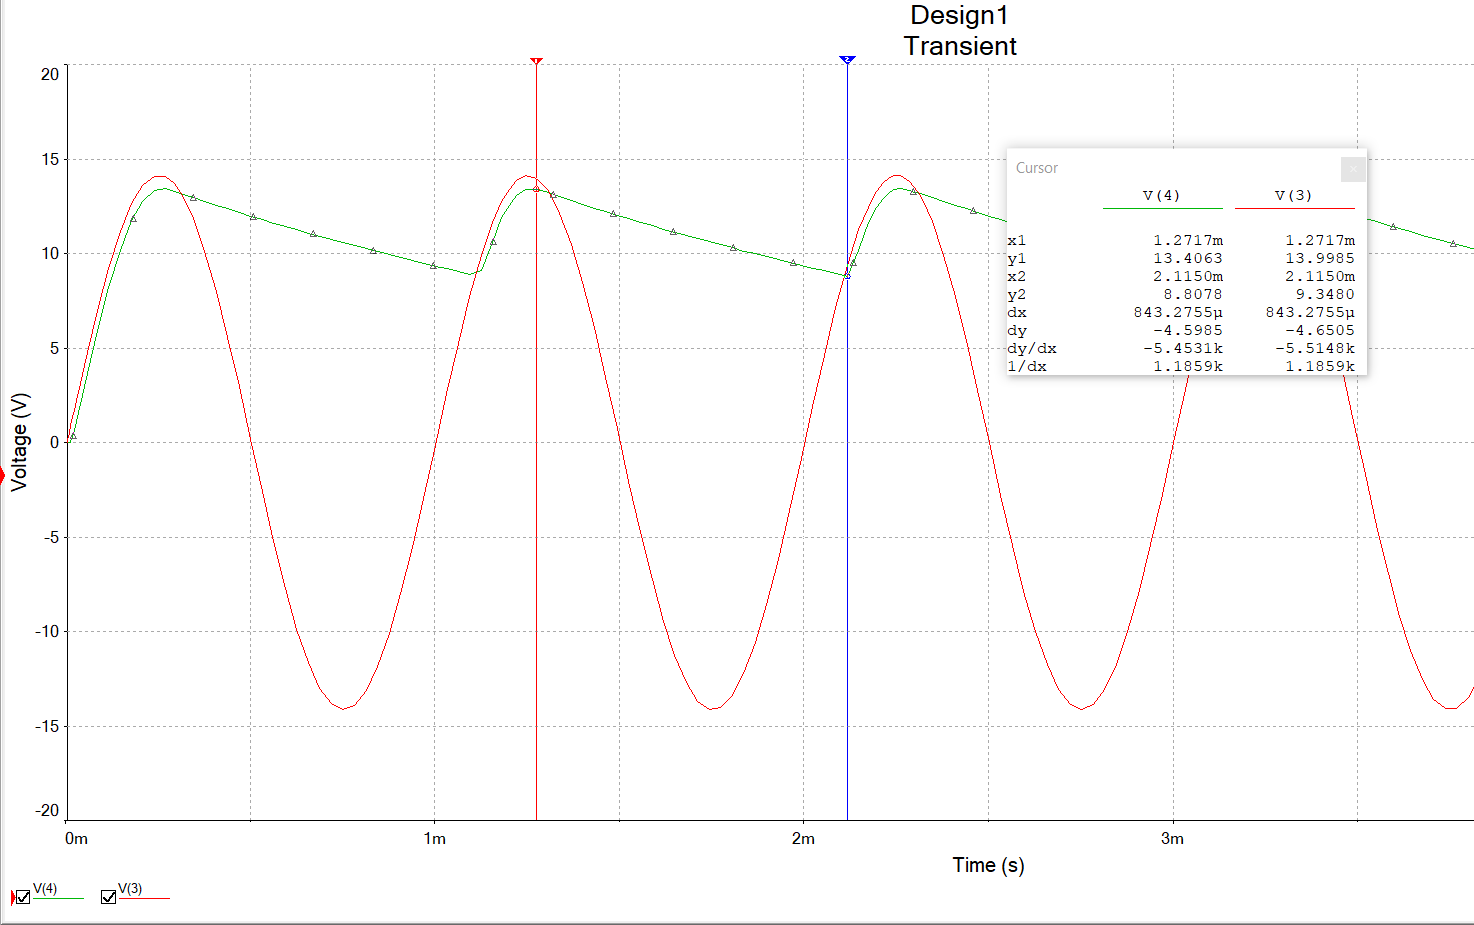 Design1
Transient
20
15
10
5
0
-5
-10
-15
-20
Voltage (V)
0m
1m
2m
3m
Time (s)
1
2
Cursor
V(4) V(3)
x1 1.2717m 1.2717m
y1 13.4063 13.9985
x2 2.1150m 2.1150m
y2 8.8078 9.3480
dx 843.2755µ 843.2755µ
dy -4.5985 -4.6505
dy/dx -5.4531k -5.5148k
1/dx 1.1859k 1.1859k
V(4) V(3)